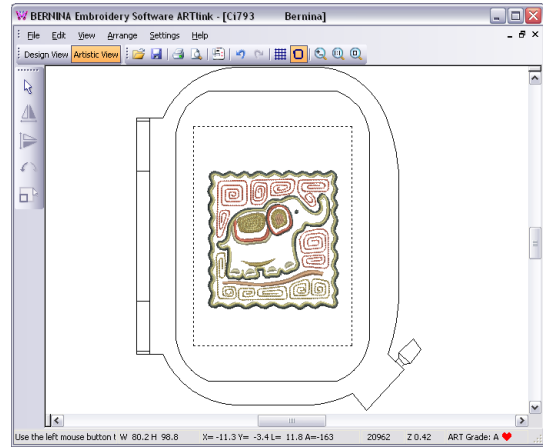 BERNINA Embroidery Software ARTlink - [Ci793 Bernina]
File Edit View Arrange Settings Help
Design View Artistic View
Use the left mouse button t W 80.2 H 98.8 X= -11.3 Y= -3.4 L= 11.8 A=-163 20962 Z 0.42 ART Grade: A